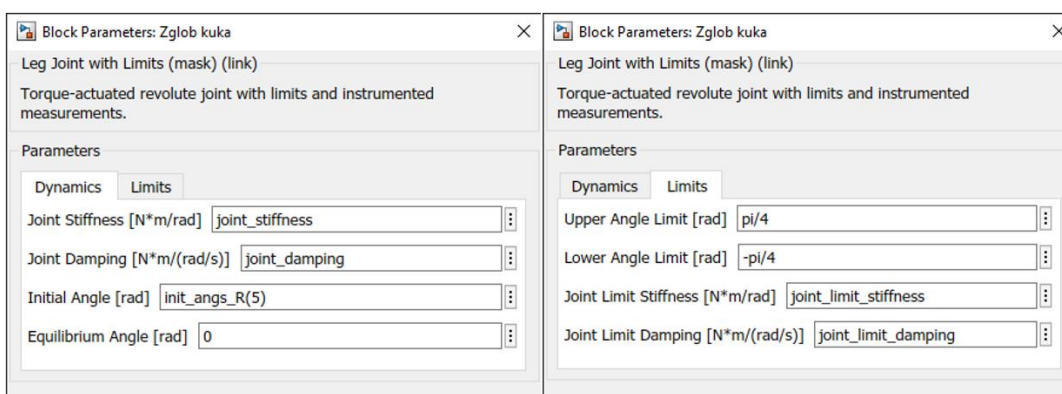 Block Parameters: Zglob kuka
Leg Joint with Limits (mask) (link)
Torque-actuated revolute joint with limits and instrumented
measurements.
Parameters
Dynamics Limits
Joint Stiffness [N*m/rad] joint_stiffness
Joint Damping [N*m/(rad/s)] joint_damping
Initial Angle [rad] init_angs_R(5)
Equilibrium Angle [rad] 0
Block Parameters: Zglob kuka
Leg Joint with Limits (mask) (link)
Torque-actuated revolute joint with limits and instrumented
measurements.
Parameters
Dynamics Limits
Upper Angle Limit [rad] pi/4
Lower Angle Limit [rad] -pi/4
Joint Limit Stiffness [N*m/rad] joint_limit_stiffness
Joint Limit Damping [N*m/(rad/s)] joint_limit_damping